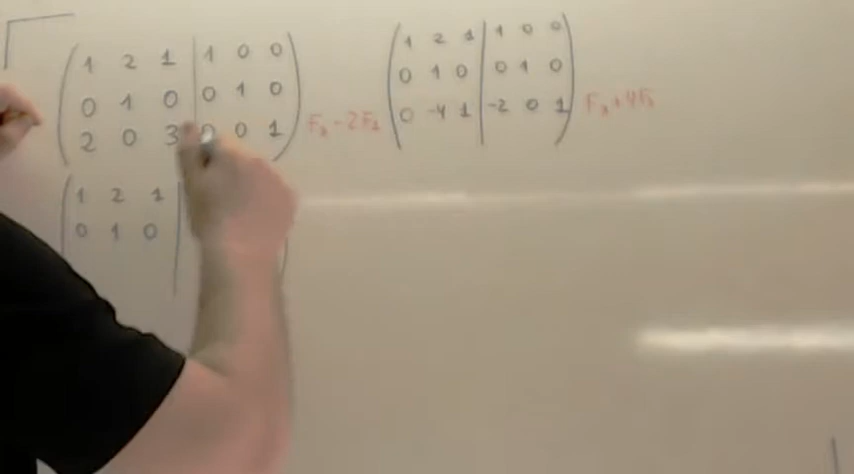 1 2 1 | 1 0 0
0 1 0 | 0 1 0
2 0 3 | 0 0 1 F₃-2F₁
1 2 1 | 1 0 0
0 1 0 | 0 1 0
0 -4 1 | -2 0 1 F₃+4F₂
1 2 1
0 1 0